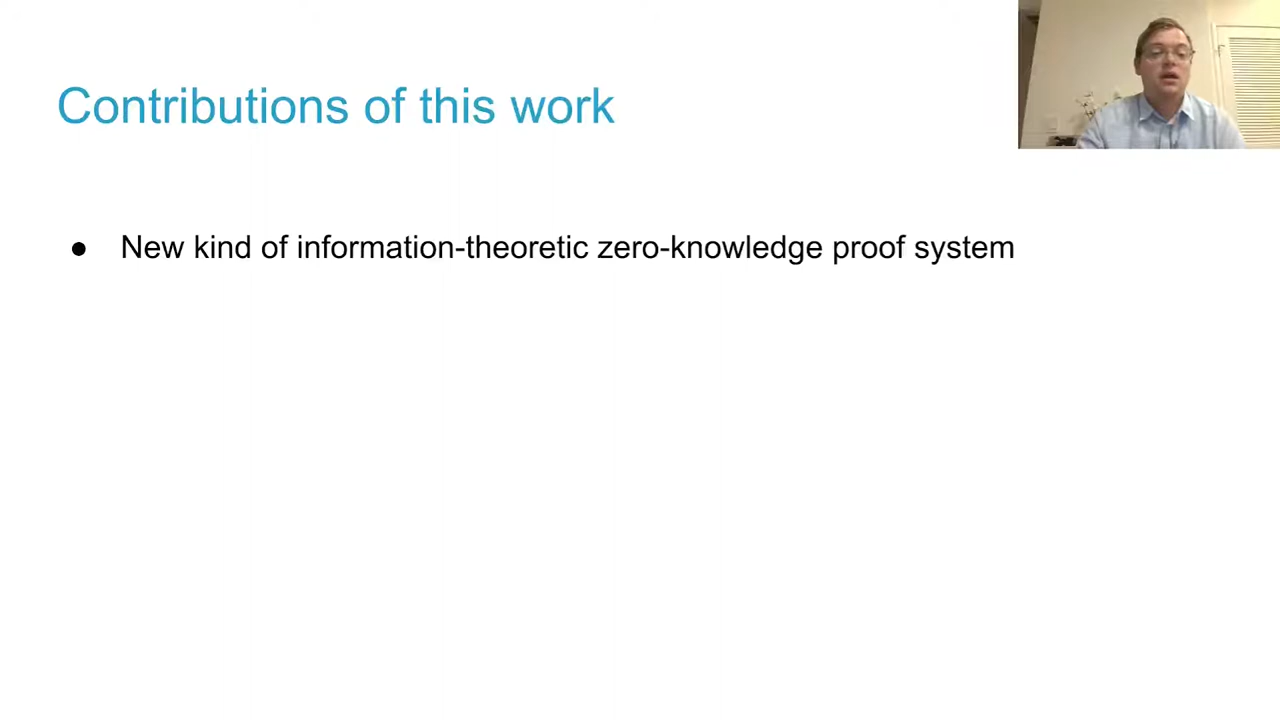 Contributions of this work
● New kind of information-theoretic zero-knowledge proof system